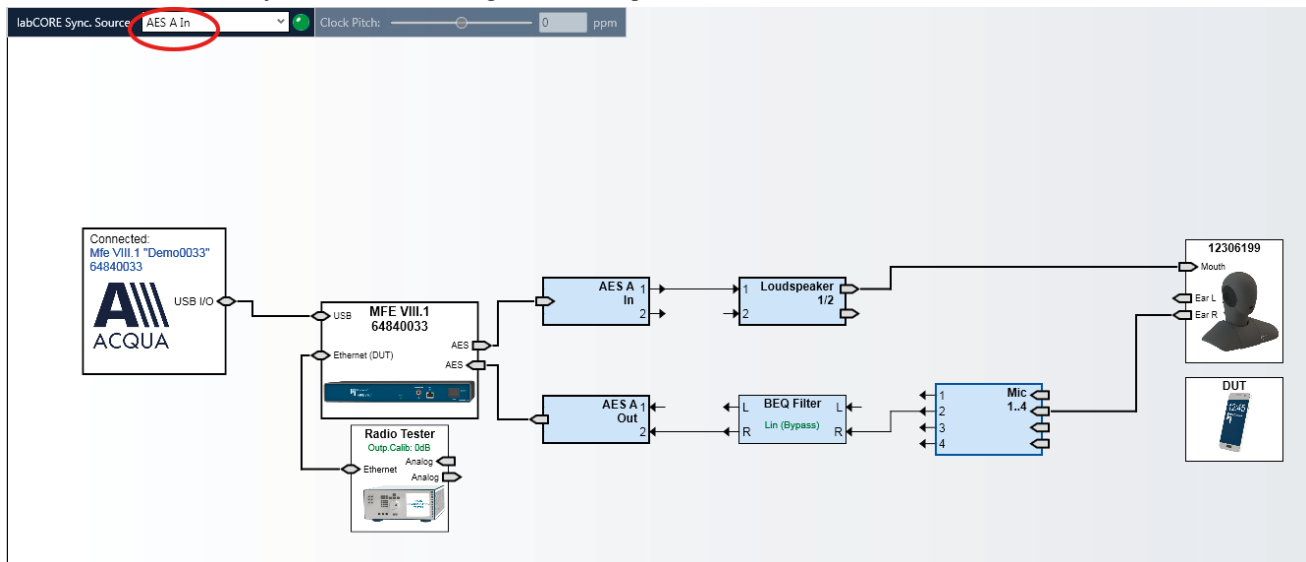 labCORE Sync. Source AES A In Clock Pitch: 0 ppm
Connected:
Mfe VIII.1 "Demo0033"
64840033
USB I/O
ACQUA
MFE VIII.1
64840033
USB
Ethernet (DUT)
AES
AES
Radio Tester
Outp.Calib: 0dB
Analog
Ethernet
Analog
AES A 1
In
2
1 Loudspeaker
1/2
2
AES A 1
Out
2
L BEQ Filter L
Lin (Bypass)
R R
1 Mic
2 1..4
3
4
12306199
Mouth
Ear L
Ear R
DUT
12:45